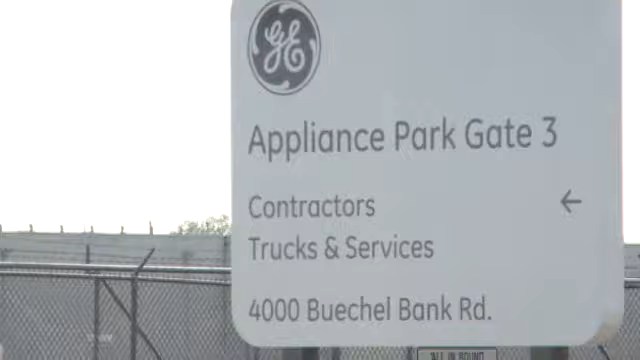 GE
Appliance Park Gate 3
Contractors ←
Trucks & Services
4000 Buechel Bank Rd.